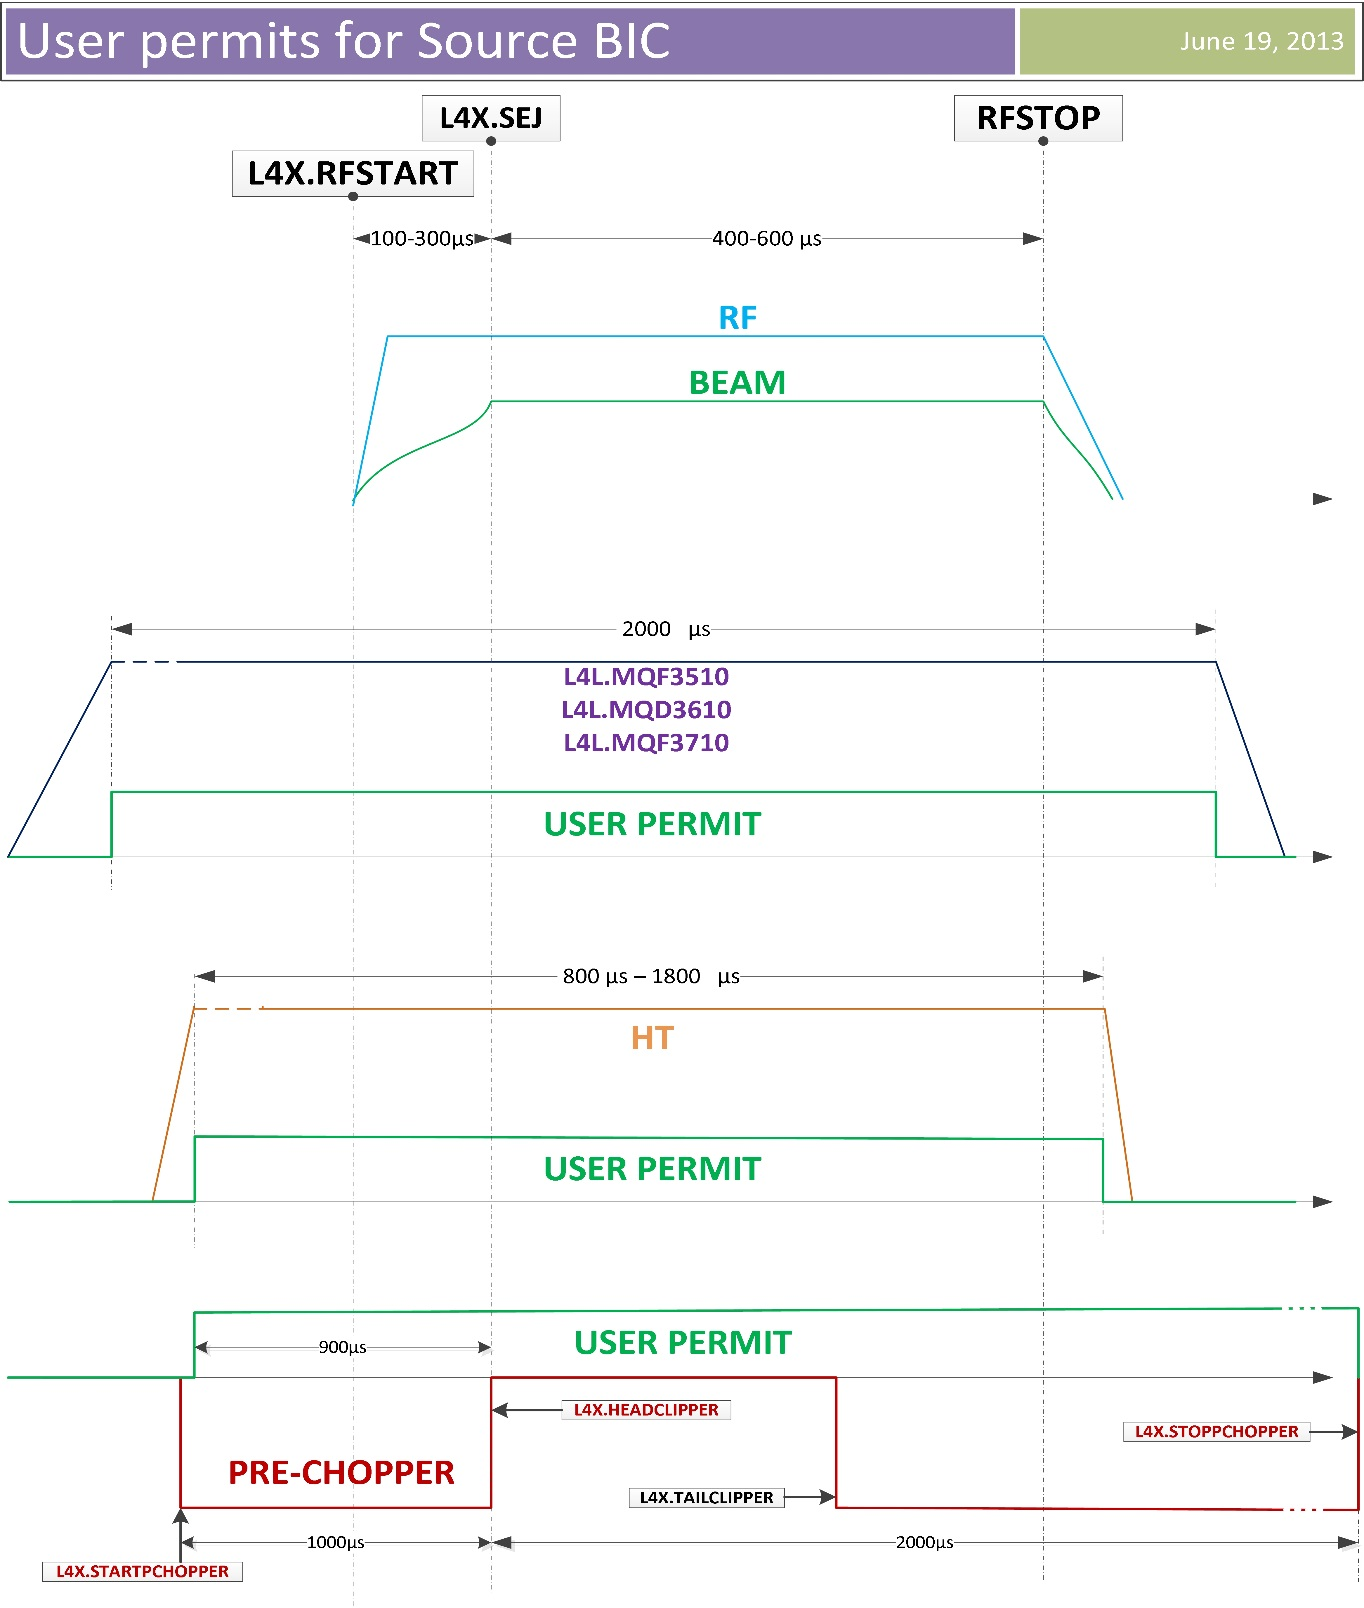 User permits for Source BIC
June 19, 2013
L4X.SEJ
RFSTOP
L4X.RFSTART
100-300µs
400-600 µs
RF
BEAM
2000 µs
L4L.MQF3510
L4L.MQD3610
L4L.MQF3710
USER PERMIT
800 µs – 1800 µs
HT
USER PERMIT
USER PERMIT
900µs
L4X.HEADCLIPPER
L4X.STOPPCHOPPER
PRE-CHOPPER
L4X.TAILCLIPPER
1000µs
2000µs
L4X.STARTPCHOPPER